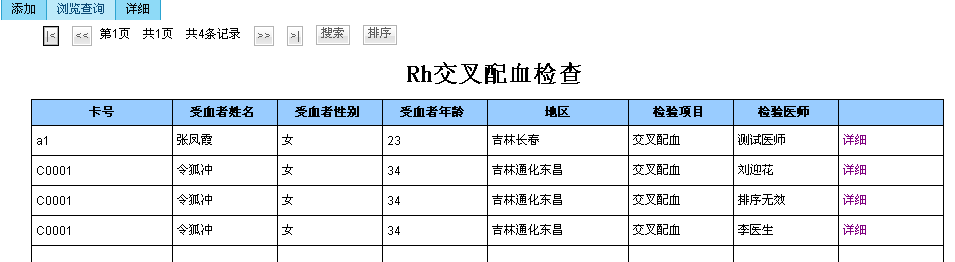 添加 浏览查询 详细
|< << 第1页 共1页 共4条记录 >> >| 搜索 排序
Rh交叉配血检查
卡号 受血者姓名 受血者性别 受血者年龄 地区 检验项目 检验医师
a1 张凤霞 女 23 吉林长春 交叉配血 测试医师 详细
C0001 令狐冲 女 34 吉林通化东昌 交叉配血 刘迎花 详细
C0001 令狐冲 女 34 吉林通化东昌 交叉配血 排序无效 详细
C0001 令狐冲 女 34 吉林通化东昌 交叉配血 李医生 详细